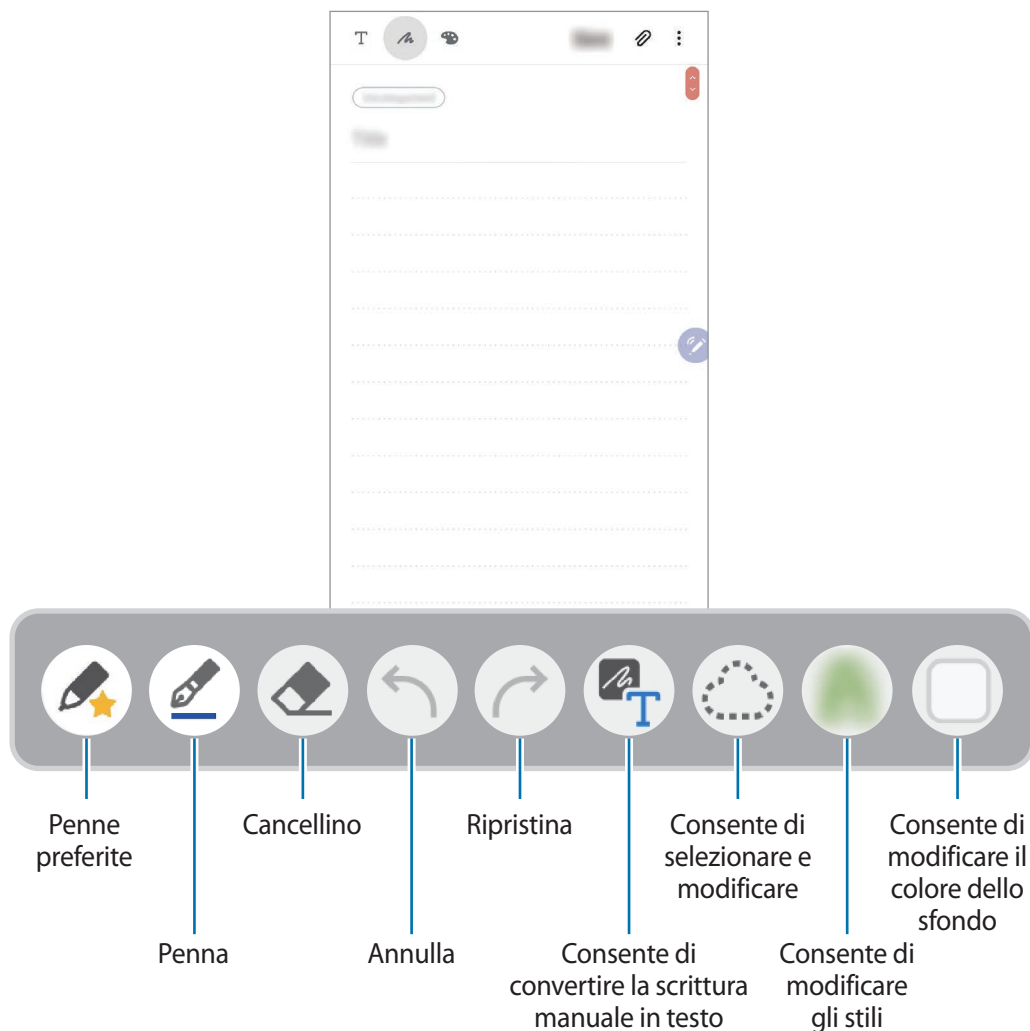 T
T
Penne
preferite
Cancellino
Ripristina
Consente di
selezionare e
modificare
Consente di
modificare il
colore dello
sfondo
Penna
Annulla
Consente di
convertire la scrittura
manuale in testo
Consente di
modificare
gli stili